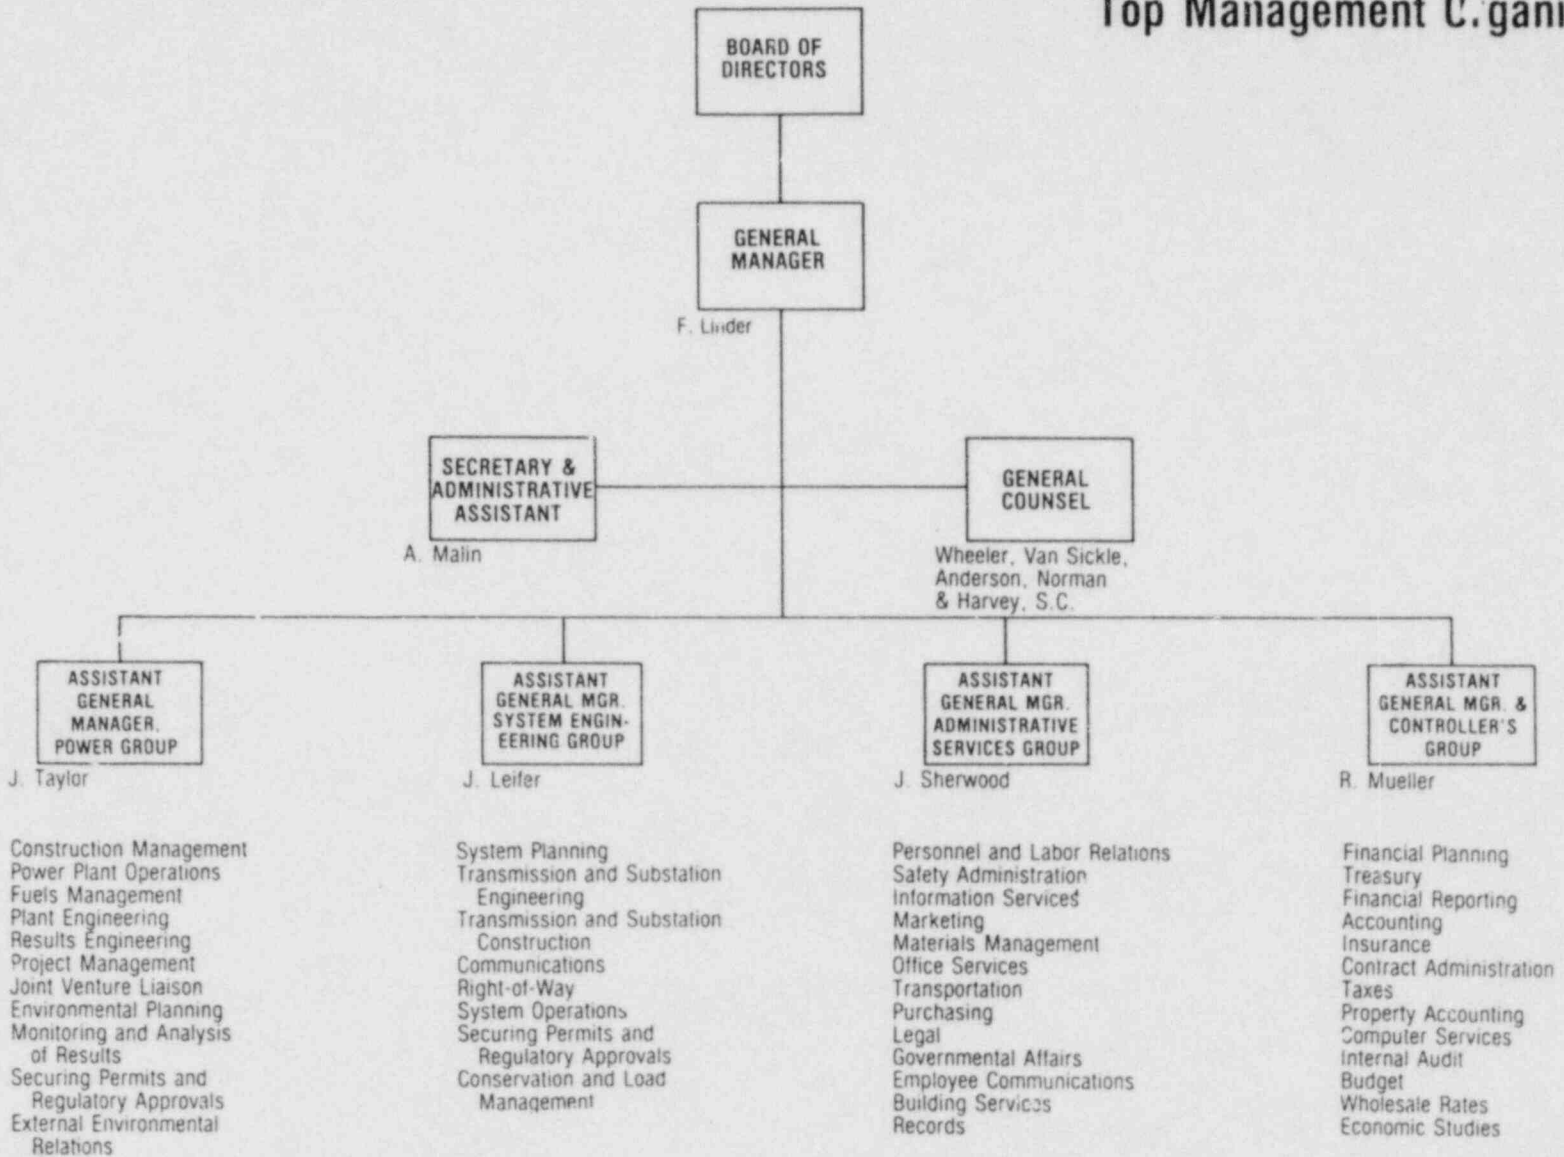 Top Management
BOARD OF
DIRECTORS
GENERAL
MANAGER
F. Linder
SECRETARY &
ADMINISTRATIVE
ASSISTANT
A. Malin
GENERAL
COUNSEL
Wheeler, Van Sickle,
Anderson, Norman
& Harvey, S.C.
ASSISTANT
GENERAL
MANAGER,
POWER GROUP
J. Taylor
Construction Management
Power Plant Operations
Fuels Management
Plant Engineering
Results Engineering
Project Management
Joint Venture Liaison
Environmental Planning
Monitoring and Analysis
of Results
Securing Permits and
Regulatory Approvals
External Environmental
Relations
ASSISTANT
GENERAL MGR.
SYSTEM ENGIN-
EERING GROUP
J. Leifer
System Planning
Transmission and Substation
Engineering
Transmission and Substation
Construction
Communications
Right-of-Way
System Operations
Securing Permits and
Regulatory Approvals
Conservation and Load
Management
ASSISTANT
GENERAL MGR.
ADMINISTRATIVE
SERVICES GROUP
J. Sherwood
Personnel and Labor Relations
Safety Administration
Information Services
Marketing
Materials Management
Office Services
Transportation
Purchasing
Legal
Governmental Affairs
Employee Communications
Building Services
Records
ASSISTANT
GENERAL MGR. &
CONTROLLER'S
GROUP
R. Mueller
Financial Planning
Treasury
Financial Reporting
Accounting
Insurance
Contract Administration
Taxes
Property Accounting
Computer Services
Internal Audit
Budget
Wholesale Rates
Economic Studies